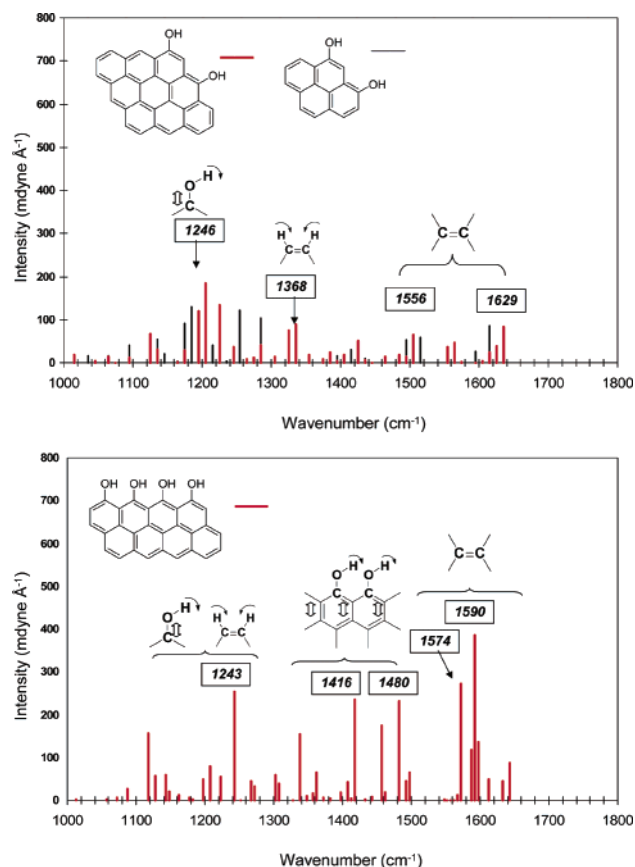 800
700
600
500
400
300
200
100
0
Intensity (mdyne Å-1)
OH
OH
OH
OH
O H
C
1246
H H
C=C
1368
C=C
1556
1629
1000 1100 1200 1300 1400 1500 1600 1700 1800
Wavenumber (cm-1)
800
700
600
500
400
300
200
100
0
Intensity (mdyne Å-1)
OH OH OH OH
O H
C
H H
C=C
1243
O H O H
C C
1416
1480
C=C
1590
1574
1000 1100 1200 1300 1400 1500 1600 1700 1800
Wavenumber (cm-1)